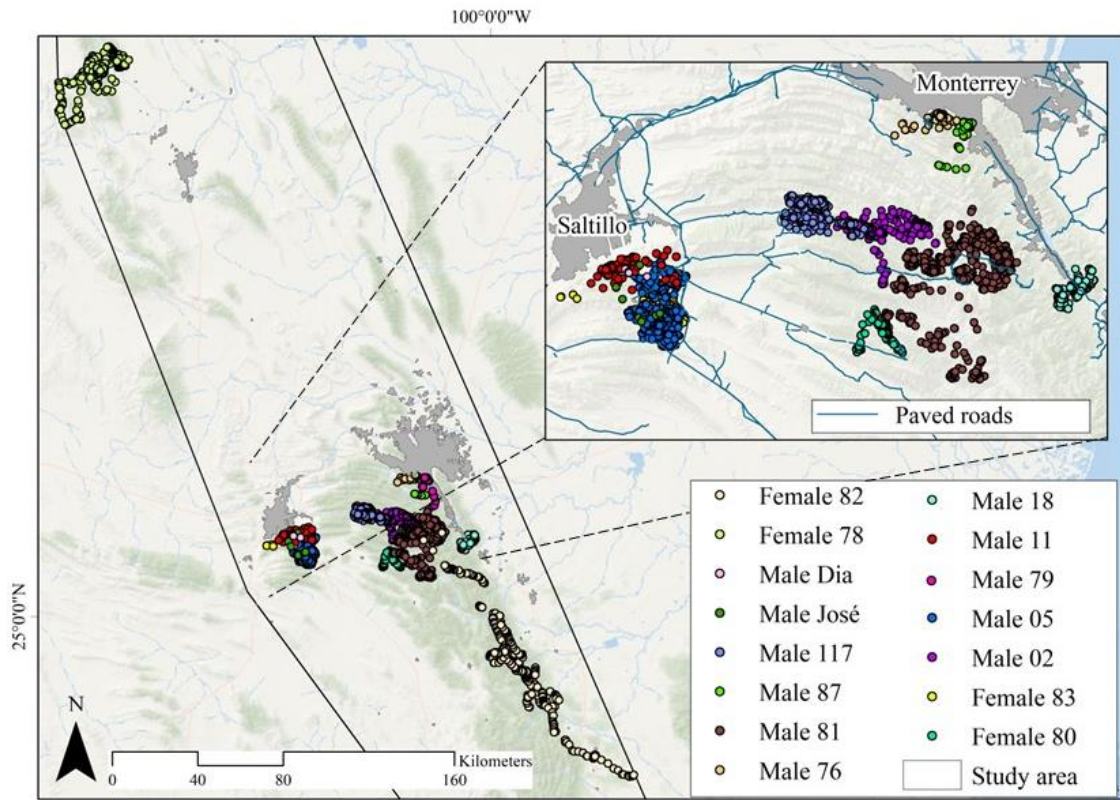 100°0'0"W
Monterrey
Saltillo
Paved roads
25°0'0"N
N
Kilometers
0 40 80 160
Female 82
Female 78
Male Dia
Male José
Male 117
Male 87
Male 81
Male 76
Male 18
Male 11
Male 79
Male 05
Male 02
Female 83
Female 80
Study area